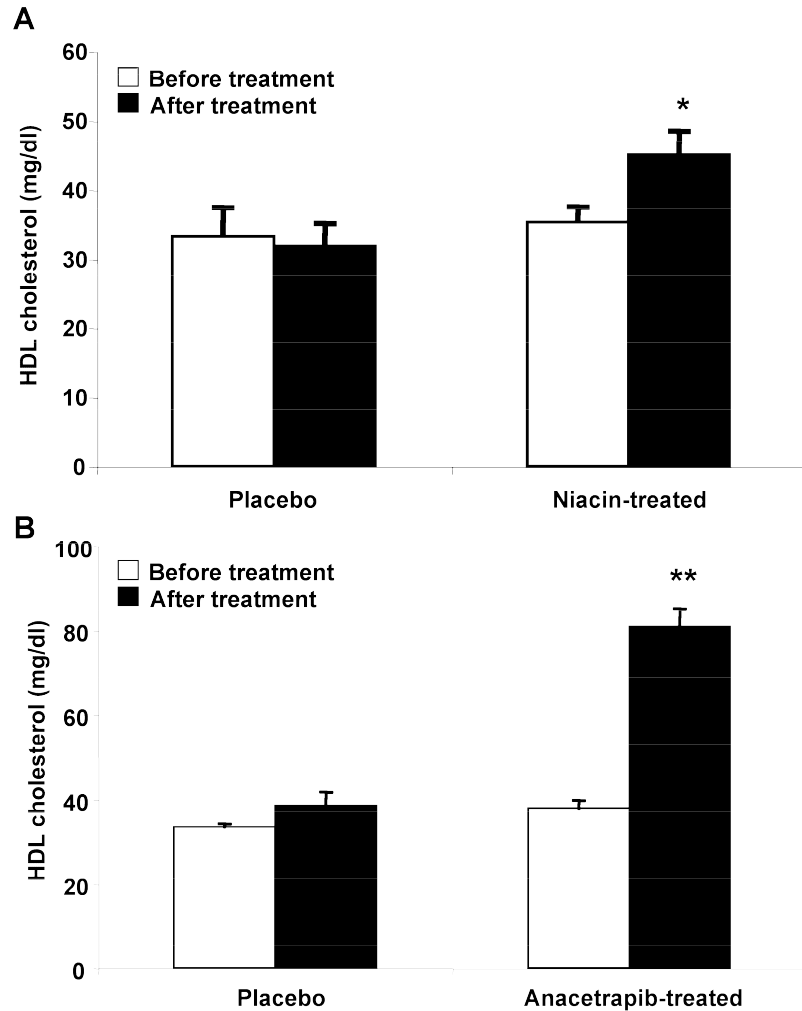 A
60
50
40
30
20
10
0
HDL cholesterol (mg/dl)
Before treatment
After treatment
*
Placebo
Niacin-treated
B
100
80
60
40
20
0
HDL cholesterol (mg/dl)
Before treatment
After treatment
**
Placebo
Anacetrapib-treated